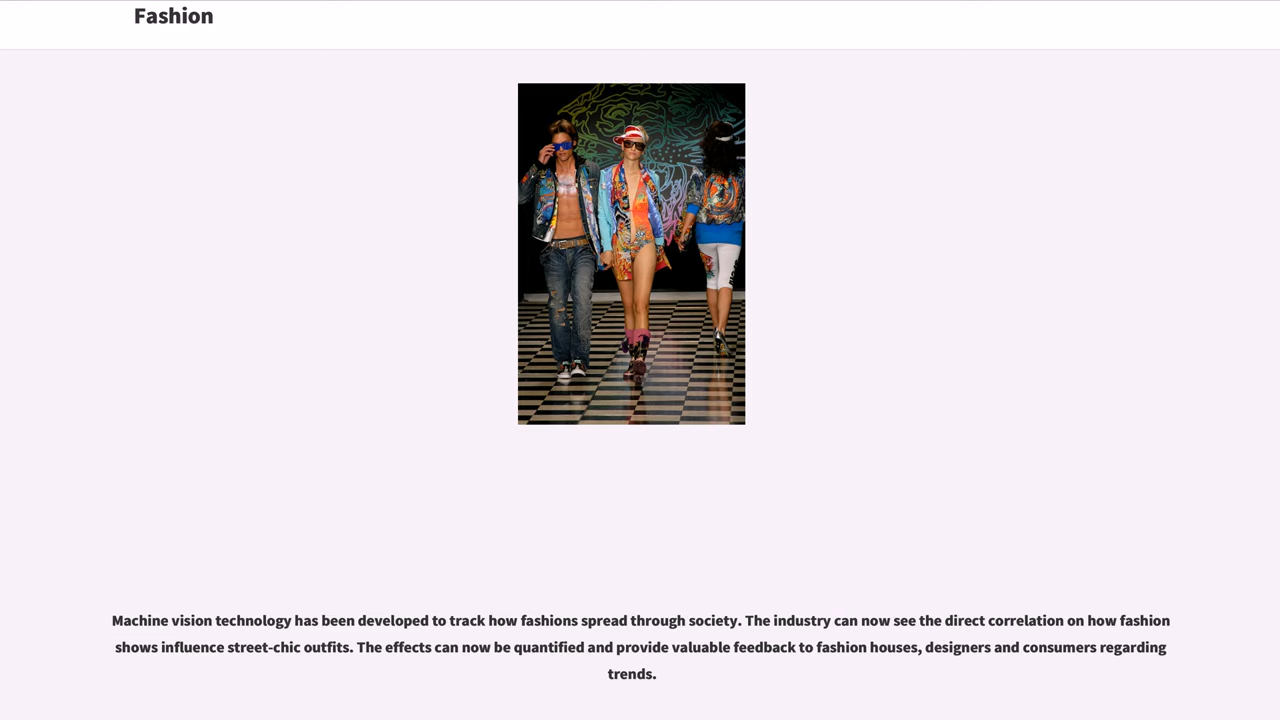 Fashion
Machine vision technology has been developed to track how fashions spread through society. The industry can now see the direct correlation on how fashion
shows influence street-chic outfits. The effects can now be quantified and provide valuable feedback to fashion houses, designers and consumers regarding
trends.